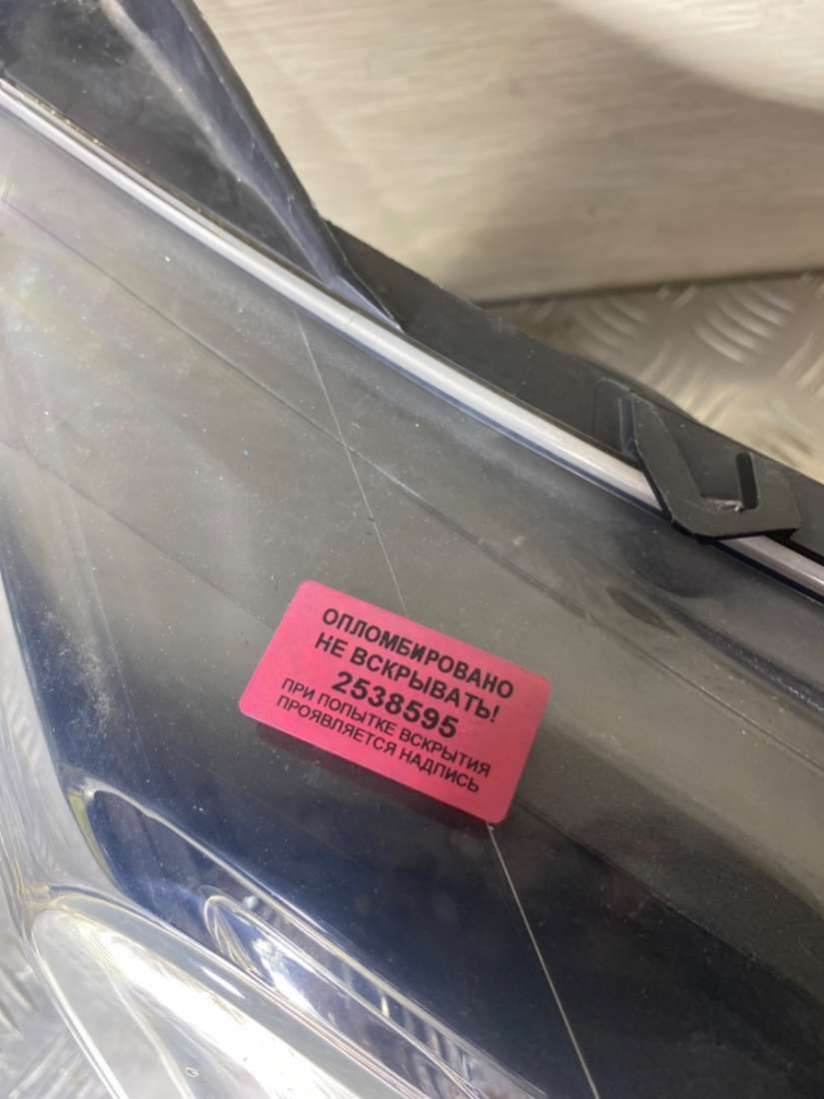 ОПЛОМБИРОВАНО
НЕ ВСКРЫВАТЬ!
2538595
ПРИ ПОПЫТКЕ ВСКРЫТИЯ
ПРОЯВЛЯЕТСЯ НАДПИСЬ